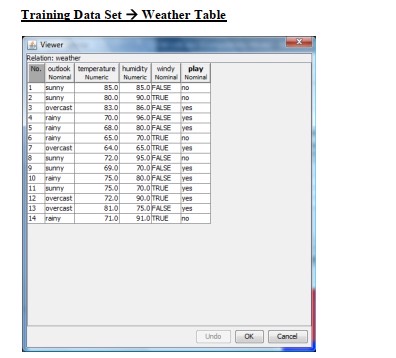 Training Data Set → Weather Table
Viewer
Relation: weather
No. outlook temperature humidity windy play
Nominal Numeric Numeric Nominal Nominal
1 sunny 85.0 85.0 FALSE no
2 sunny 80.0 90.0 TRUE no
3 overcast 83.0 86.0 FALSE yes
4 rainy 70.0 96.0 FALSE yes
5 rainy 68.0 80.0 FALSE yes
6 rainy 65.0 70.0 TRUE no
7 overcast 64.0 65.0 TRUE yes
8 sunny 72.0 95.0 FALSE no
9 sunny 69.0 70.0 FALSE yes
10 rainy 75.0 80.0 FALSE yes
11 sunny 75.0 70.0 TRUE yes
12 overcast 72.0 90.0 TRUE yes
13 overcast 81.0 75.0 FALSE yes
14 rainy 71.0 91.0 TRUE no
Undo OK Cancel